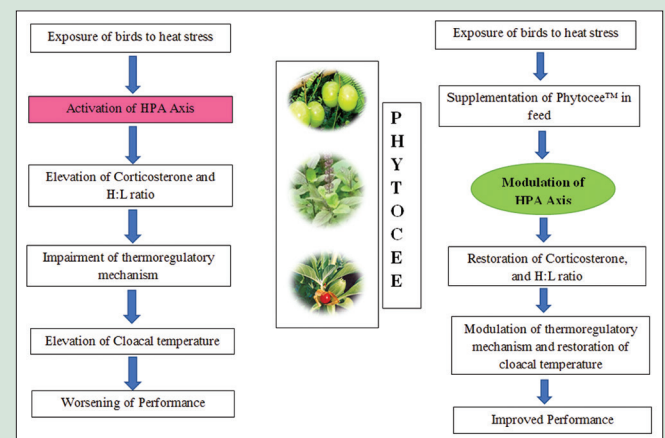 Exposure of birds to heat stress
Activation of HPA Axis
Elevation of Corticosterone and
H:L ratio
Impairment of thermoregulatory
mechanism
Elevation of Cloacal temperature
Worsening of Performance
PHYTOCEE
Exposure of birds to heat stress
Supplementation of Phytocee™ in
feed
Modulation of
HPA Axis
Restoration of Corticosterone,
and H:L ratio
Modulation of thermoregulatory
mechanism and restoration of
cloacal temperature
Improved Performance